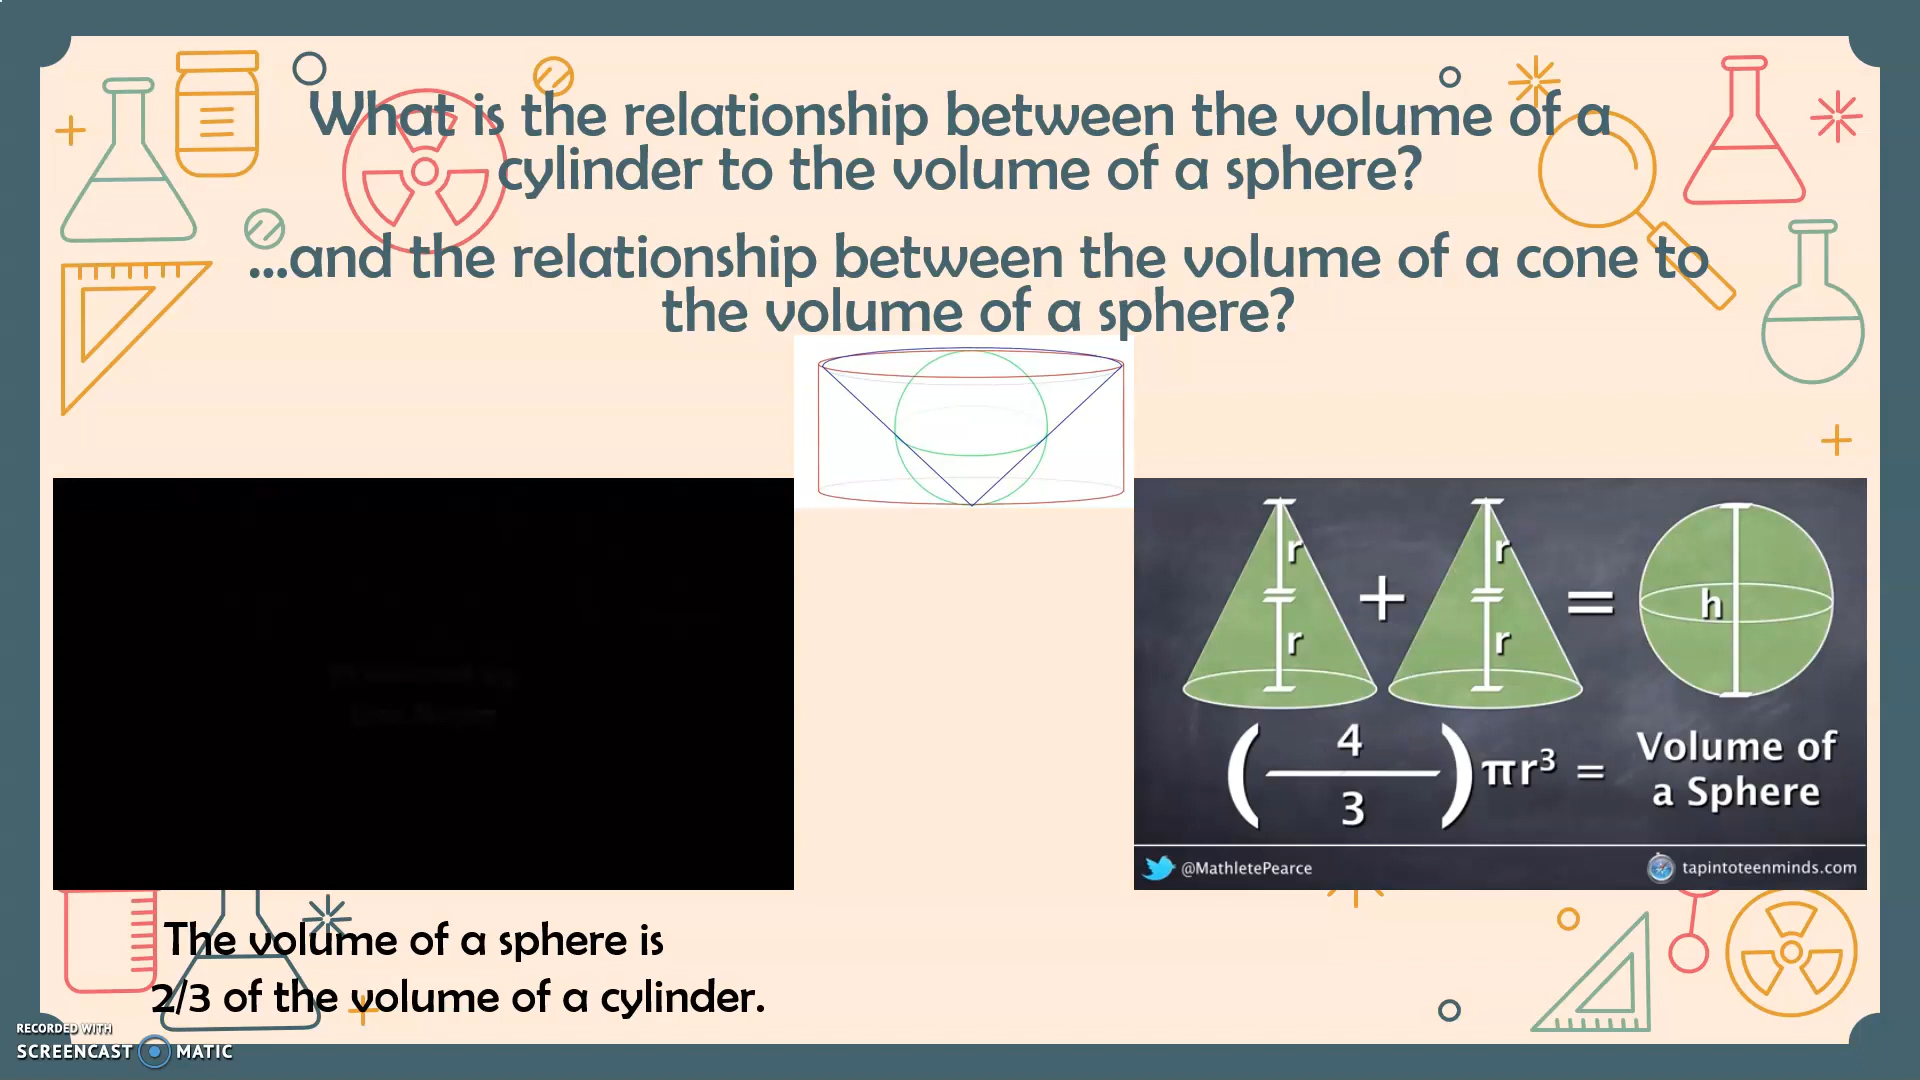 What is the relationship between the volume of a
cylinder to the volume of a sphere?
...and the relationship between the volume of a cone to
the volume of a sphere?
r
r
+
r
r
=
h
( 4/3 ) πr³ = Volume of
a Sphere
@MathletePearce
tapintoteenminds.com
The volume of a sphere is
2/3 of the volume of a cylinder.
RECORDED WITH
SCREENCAST MATIC